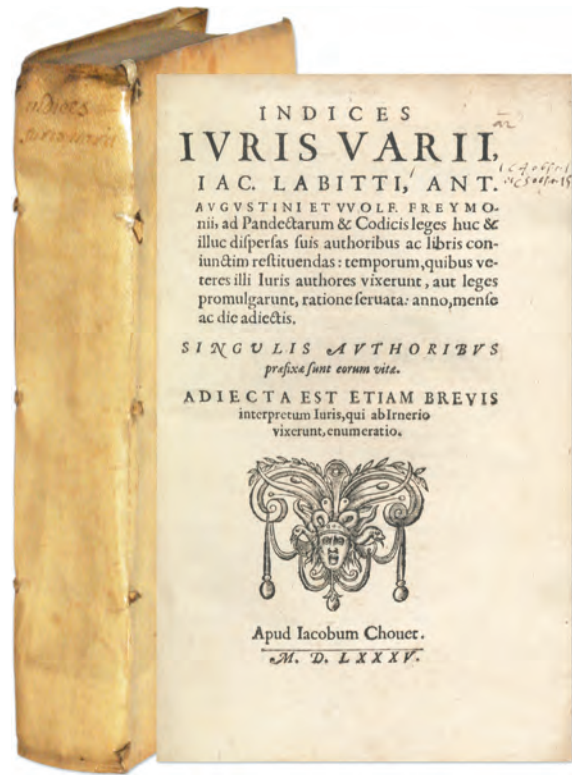 Indices
Iuris varii
INDICES
IVRIS VARII,
IAC. LABITTI, ANT.
AVGVSTINI ET VVOLF. FREYMO-
nii, ad Pandectarum & Codicis leges huc &
illuc dispersas suis authoribus ac libris con-
iunctim restituendas: temporum, quibus ve-
teres illi Iuris authores vixerunt, aut leges
promulgarunt, ratione seruata: anno, mense
ac die adiectis.
SINGVLIS AVTHORIBVS
præfixæ sunt eorum vitæ.
ADIECTA EST ETIAM BREVIS
interpretum Iuris, qui ab Irnerio
vixerunt, enumeratio.
Apud Iacobum Chouet.
M. D. LXXXV.